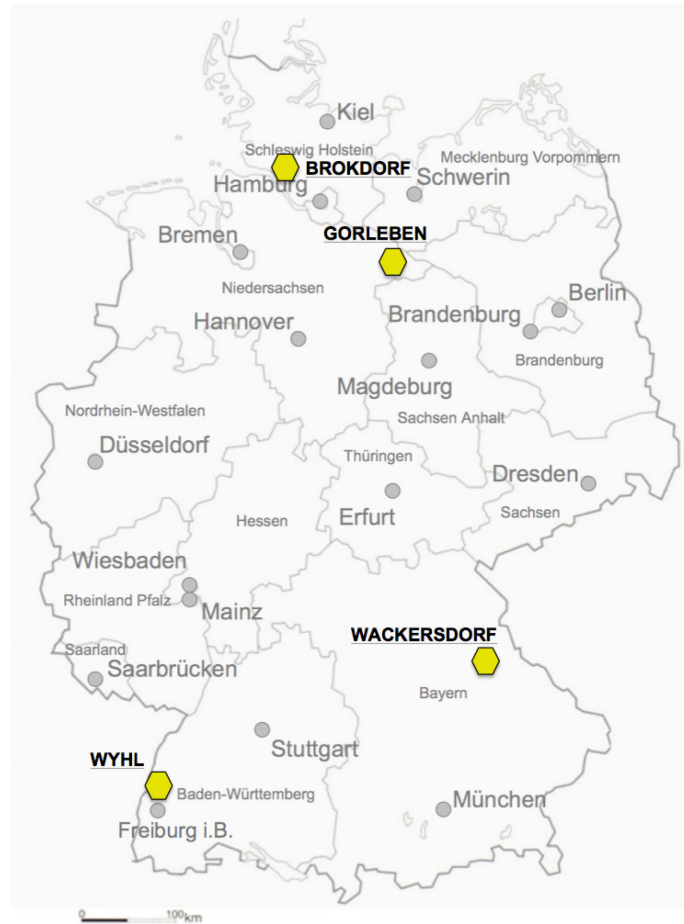 Kiel
Schleswig Holstein
Mecklenburg Vorpommern
BROKDORF
Hamburg
Schwerin
GORLEBEN
Bremen
Niedersachsen
Berlin
Hannover
Brandenburg
Brandenburg
Magdeburg
Nordrhein-Westfalen
Sachsen Anhalt
Düsseldorf
Thüringen
Dresden
Erfurt
Sachsen
Hessen
Wiesbaden
Rheinland Pfalz
Mainz
WACKERSDORF
Saarland
Saarbrücken
Bayern
Stuttgart
WYHL
Baden-Württemberg
München
Freiburg i.B.
0 100km